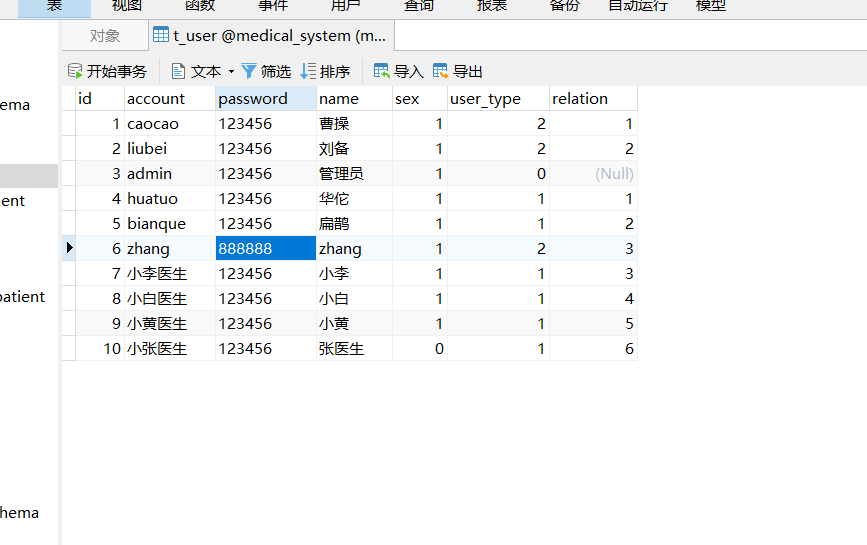 表 视图 函数 事件 用户 查询 报表 备份 自动运行 模型
对象 t_user @medical_system (m...
开始事务 文本 筛选 排序 导入 导出
id account password name sex user_type relation
1 caocao 123456 曹操 1 2 1
2 liubei 123456 刘备 1 2 2
3 admin 123456 管理员 1 0 (Null)
4 huatuo 123456 华佗 1 1 1
5 bianque 123456 扁鹊 1 1 2
6 zhang 888888 zhang 1 2 3
7 小李医生 123456 小李 1 1 3
8 小白医生 123456 小白 1 1 4
9 小黄医生 123456 小黄 1 1 5
10 小张医生 123456 张医生 0 1 6
ema
ent
patient
hema